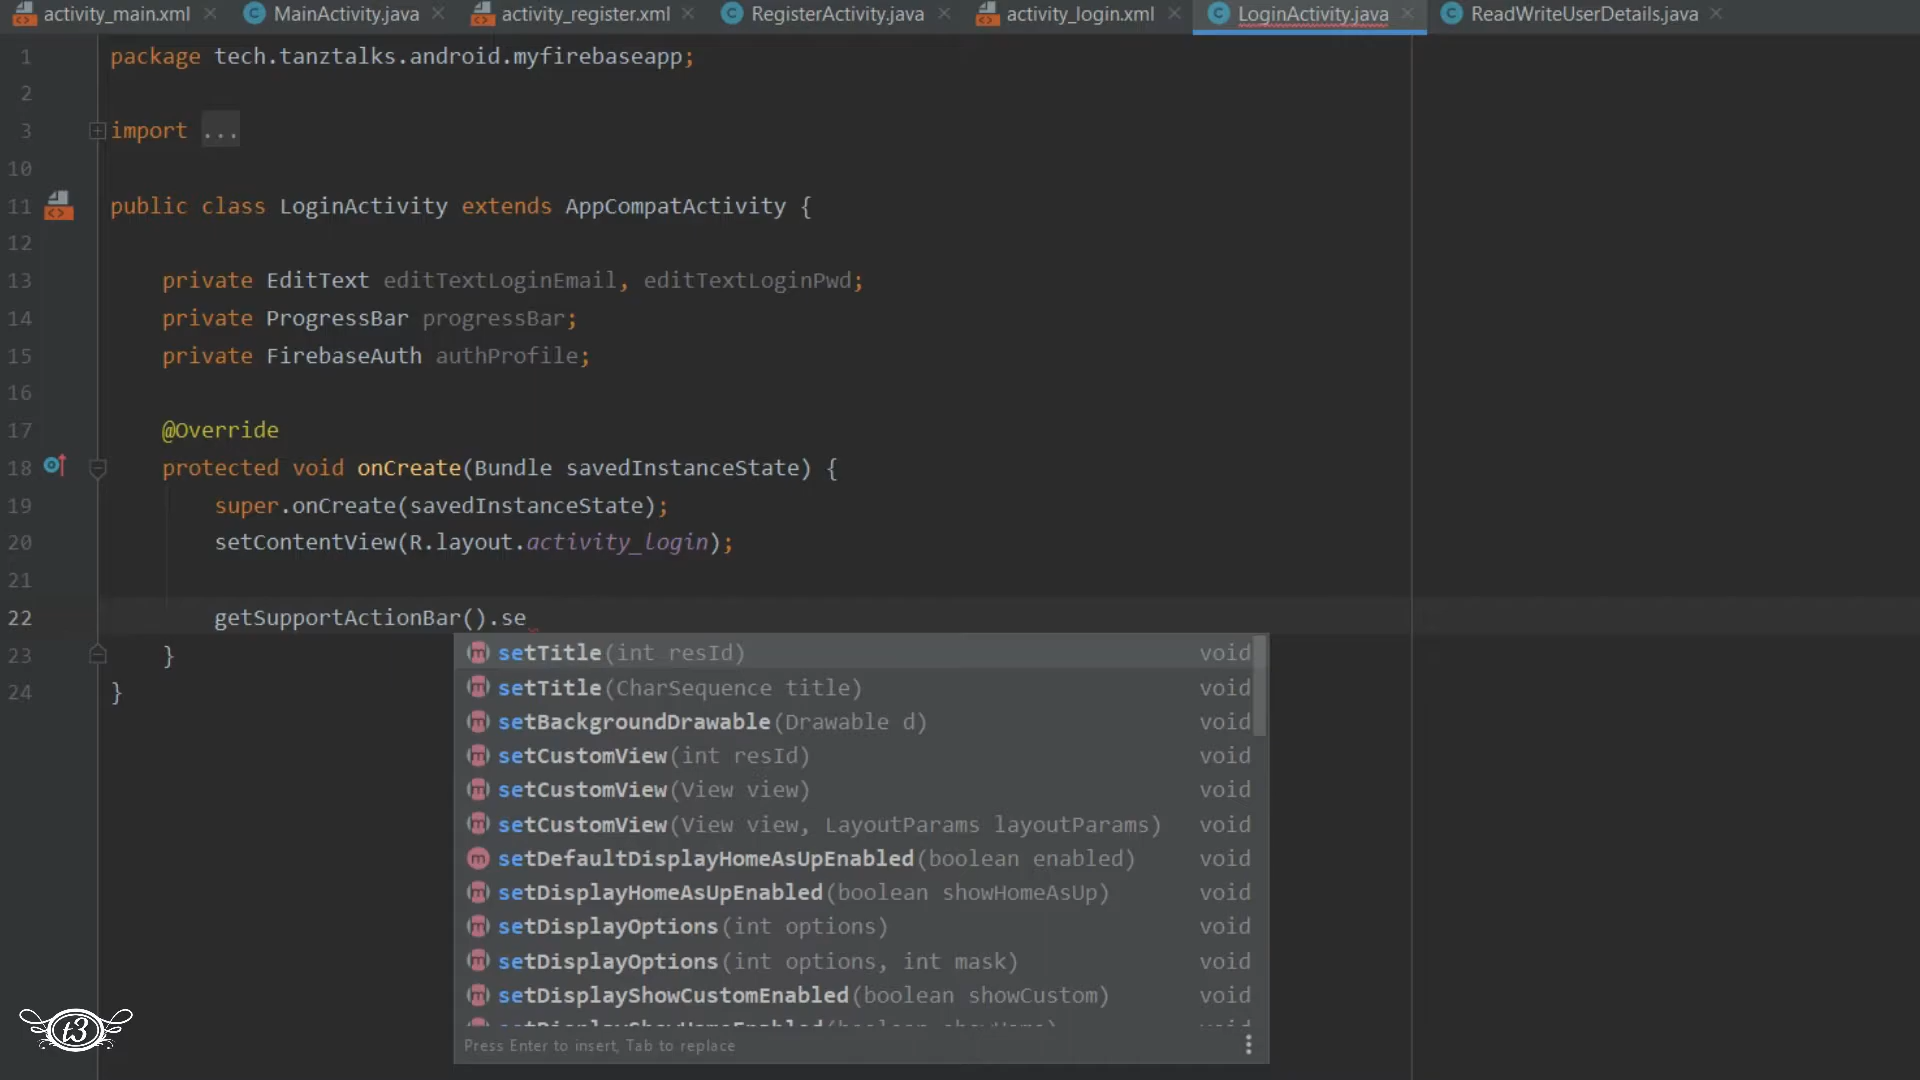 activity_main.xml MainActivity.java activity_register.xml RegisterActivity.java activity_login.xml LoginActivity.java ReadWriteUserDetails.java
1 package tech.tanztalks.android.myfirebaseapp;
2
3 import ...
10
11 public class LoginActivity extends AppCompatActivity {
12
13 private EditText editTextLoginEmail, editTextLoginPwd;
14 private ProgressBar progressBar;
15 private FirebaseAuth authProfile;
16
17 @Override
18 protected void onCreate(Bundle savedInstanceState) {
19 super.onCreate(savedInstanceState);
20 setContentView(R.layout.activity_login);
21
22 getSupportActionBar().se
23 }
24 }
setTitle(int resId) void
setTitle(CharSequence title) void
setBackgroundDrawable(Drawable d) void
setCustomView(int resId) void
setCustomView(View view) void
setCustomView(View view, LayoutParams layoutParams) void
setDefaultDisplayHomeAsUpEnabled(boolean enabled) void
setDisplayHomeAsUpEnabled(boolean showHomeAsUp) void
setDisplayOptions(int options) void
setDisplayOptions(int options, int mask) void
setDisplayShowCustomEnabled(boolean showCustom) void
Press Enter to insert, Tab to replace
t3